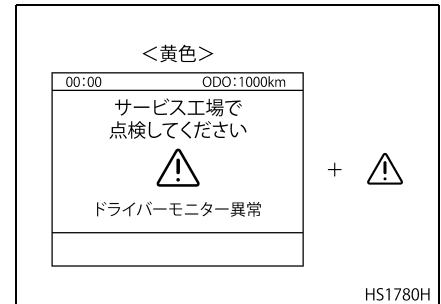 ＜黄色＞
00:00 ODO:1000km
サービス工場で
点検してください
ドライバーモニター異常
+
HS1780H